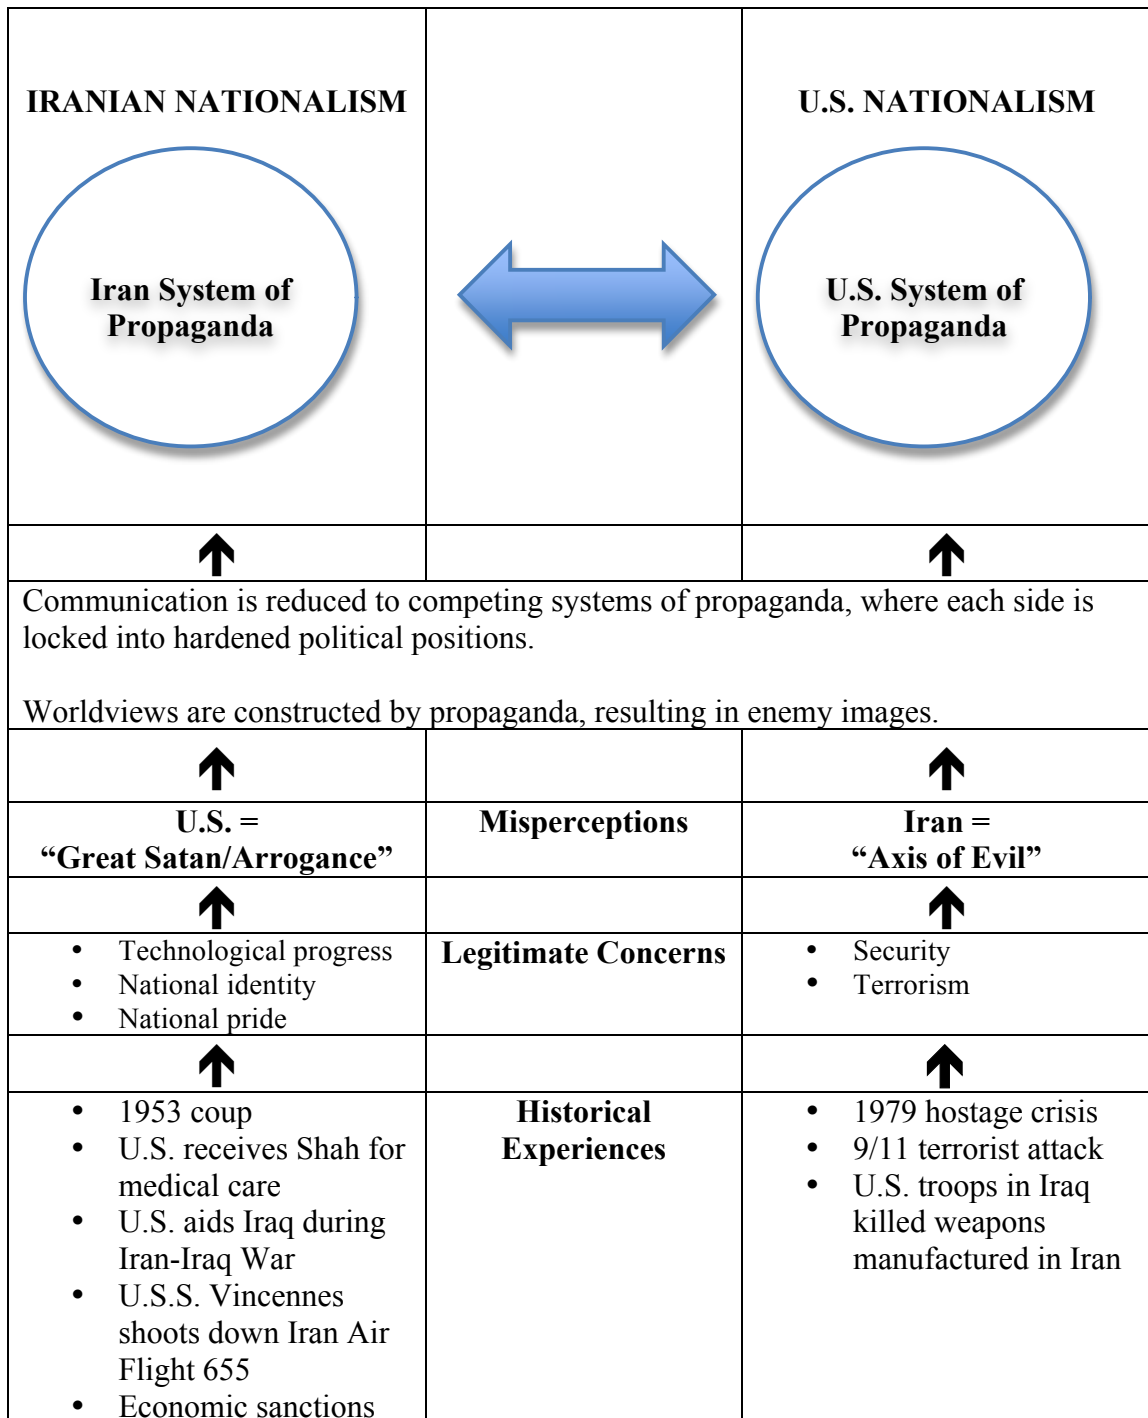 IRANIAN NATIONALISM
U.S. NATIONALISM
Iran System of
Propaganda
U.S. System of
Propaganda
Communication is reduced to competing systems of propaganda, where each side is
locked into hardened political positions.
Worldviews are constructed by propaganda, resulting in enemy images.
U.S. =
“Great Satan/Arrogance”
Misperceptions
Iran =
“Axis of Evil”
• Technological progress
• National identity
• National pride
Legitimate Concerns
• Security
• Terrorism
• 1953 coup
• U.S. receives Shah for
medical care
• U.S. aids Iraq during
Iran-Iraq War
• U.S.S. Vincennes
shoots down Iran Air
Flight 655
• Economic sanctions
Historical
Experiences
• 1979 hostage crisis
• 9/11 terrorist attack
• U.S. troops in Iraq
killed weapons
manufactured in Iran